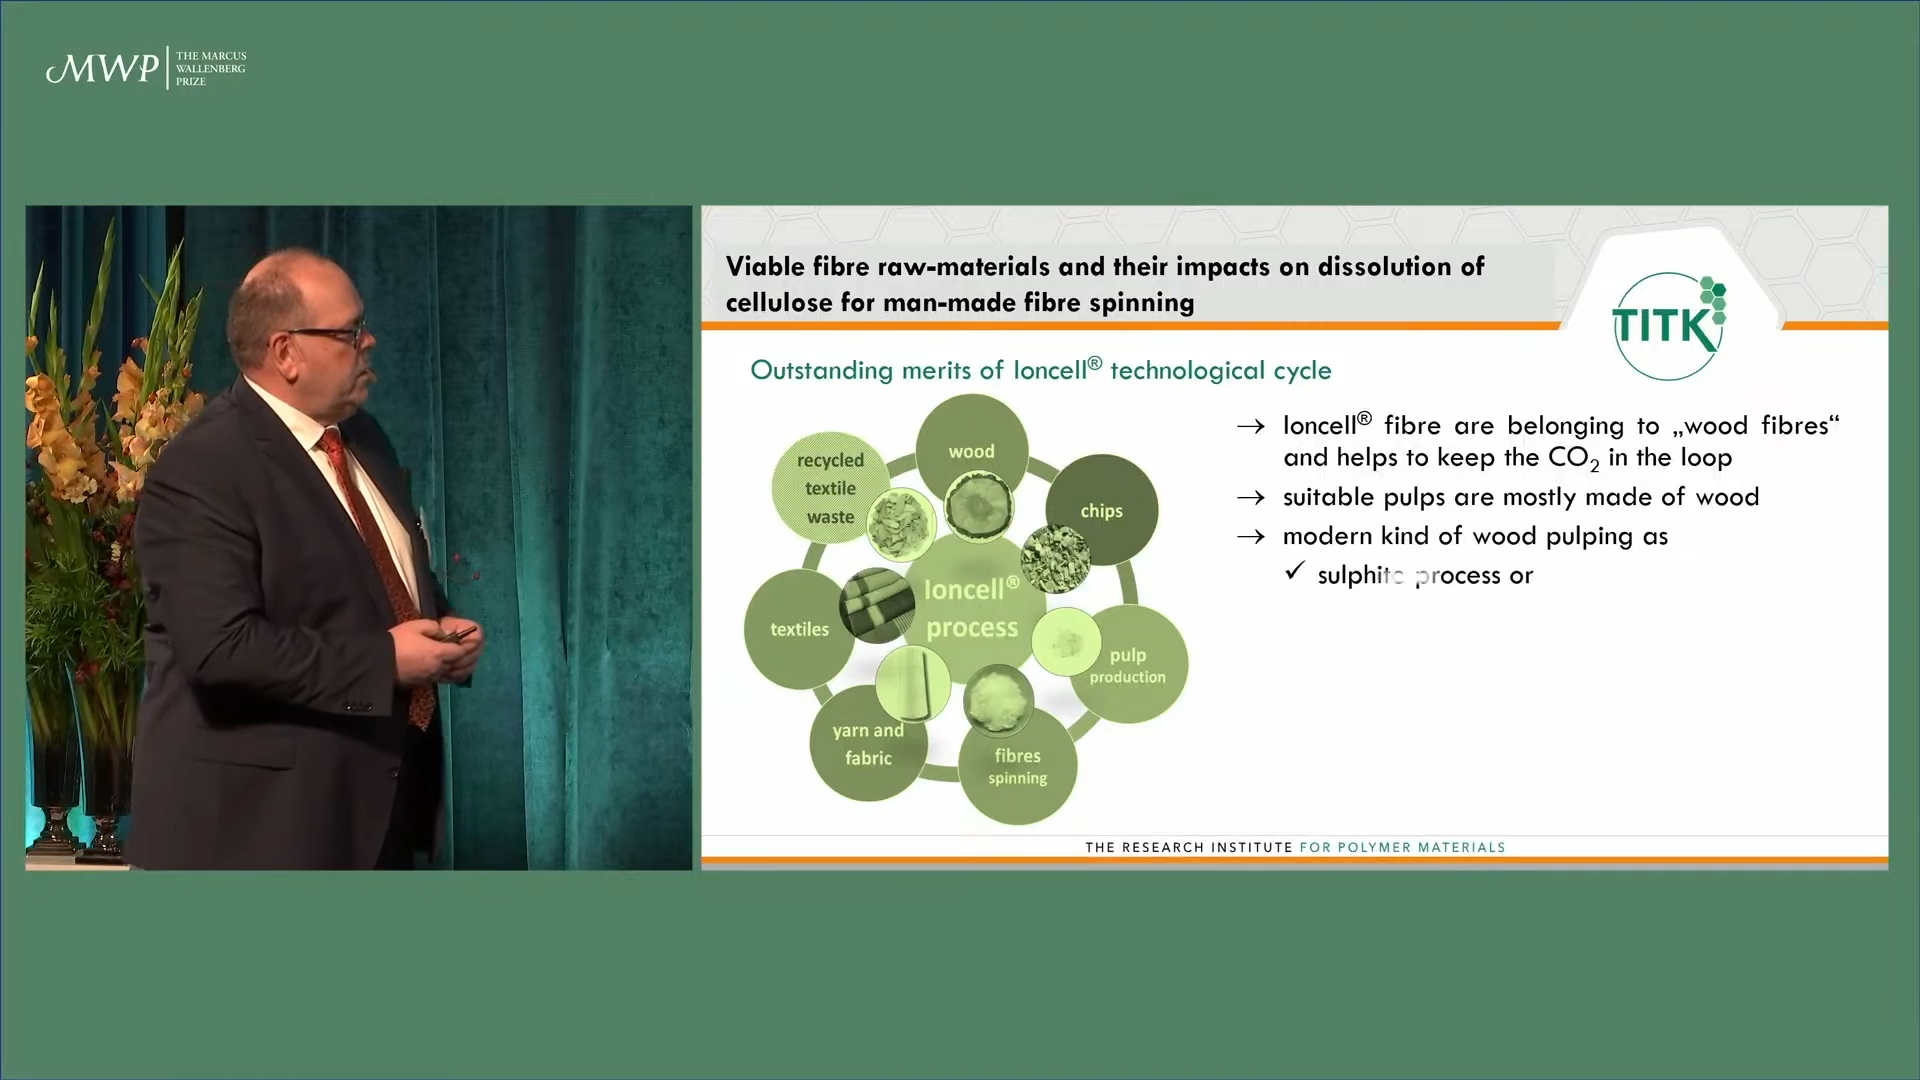 MWP
THE MARCUS
WALLENBERG
PRIZE
Viable fibre raw-materials and their impacts on dissolution of
cellulose for man-made fibre spinning
TITK
Outstanding merits of Ioncell® technological cycle
wood
chips
pulp
production
fibres
spinning
yarn and
fabric
textiles
recycled
textile
waste
Ioncell®
process
→ Ioncell® fibre are belonging to „wood fibres“
and helps to keep the CO₂ in the loop
→ suitable pulps are mostly made of wood
→ modern kind of wood pulping as
✓ sulphite process or
THE RESEARCH INSTITUTE FOR POLYMER MATERIALS